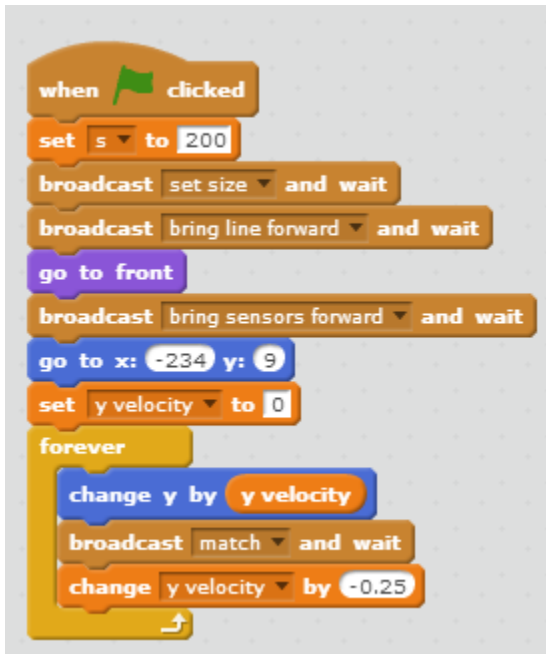 when clicked
set s to 200
broadcast set size and wait
broadcast bring line forward and wait
go to front
broadcast bring sensors forward and wait
go to x: -234 y: 9
set y velocity to 0
forever
change y by y velocity
broadcast match and wait
change y velocity by -0.25